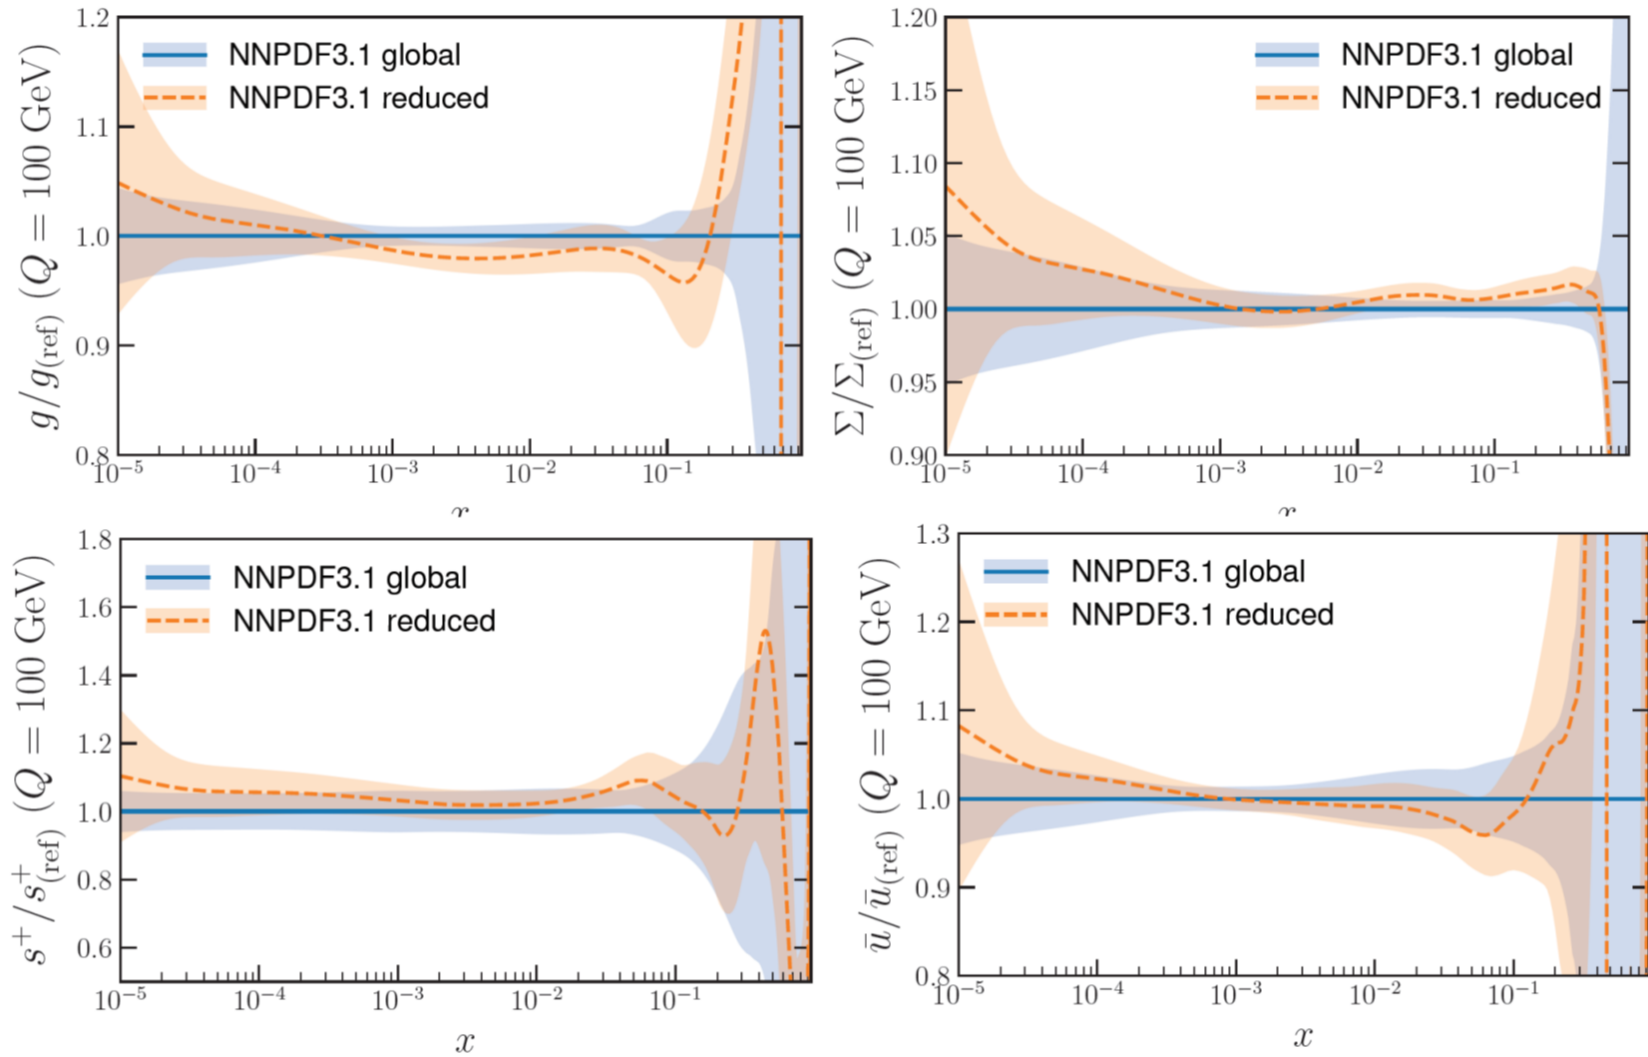 g/g(ref) (Q = 100 GeV)
1.2
1.1
1.0
0.9
0.8
NNPDF3.1 global
NNPDF3.1 reduced
10⁻⁵ 10⁻⁴ 10⁻³ 10⁻² 10⁻¹
x
Σ/Σ(ref) (Q = 100 GeV)
1.20
1.15
1.10
1.05
1.00
0.95
0.90
NNPDF3.1 global
NNPDF3.1 reduced
10⁻⁵ 10⁻⁴ 10⁻³ 10⁻² 10⁻¹
x
s⁺/s⁺(ref) (Q = 100 GeV)
1.8
1.6
1.4
1.2
1.0
0.8
0.6
NNPDF3.1 global
NNPDF3.1 reduced
10⁻⁵ 10⁻⁴ 10⁻³ 10⁻² 10⁻¹
x
ū/ū(ref) (Q = 100 GeV)
1.3
1.2
1.1
1.0
0.9
0.8
NNPDF3.1 global
NNPDF3.1 reduced
10⁻⁵ 10⁻⁴ 10⁻³ 10⁻² 10⁻¹
x